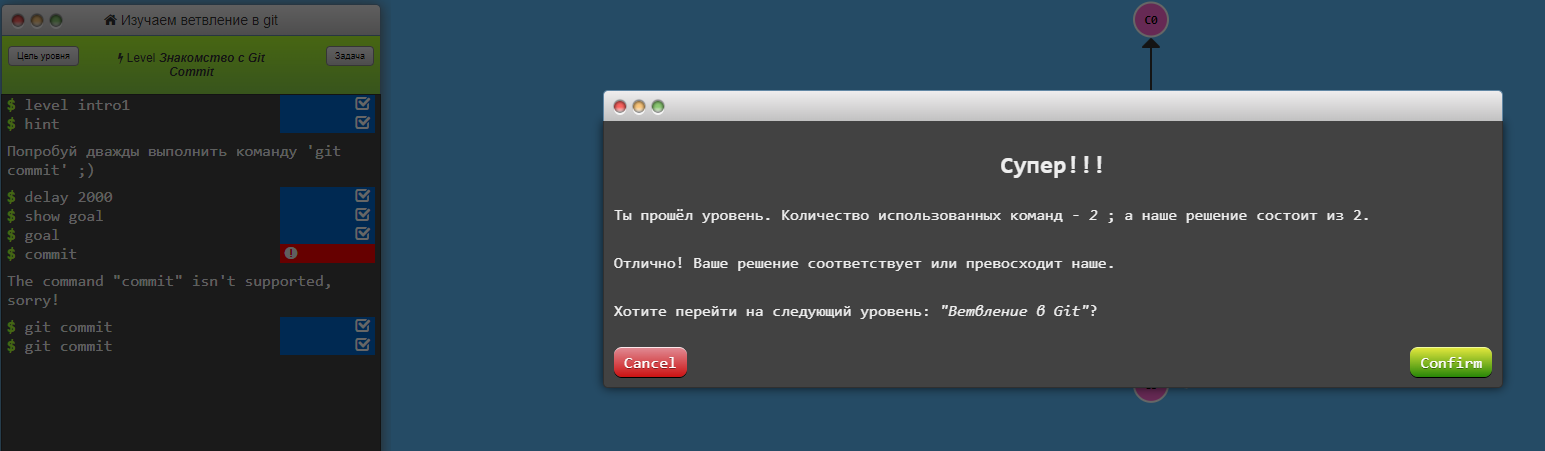 Изучаем ветвление в git
Цель уровня
Level Знакомство с Git
Commit
Задача
$ level intro1
$ hint
Попробуй дважды выполнить команду 'git
commit' ;)
$ delay 2000
$ show goal
$ goal
$ commit
The command "commit" isn't supported,
sorry!
$ git commit
$ git commit
C0
Супер!!!
Ты прошёл уровень. Количество использованных команд - 2 ; а наше решение состоит из 2.
Отлично! Ваше решение соответствует или превосходит наше.
Хотите перейти на следующий уровень: "Ветвление в Git"?
Cancel
Confirm